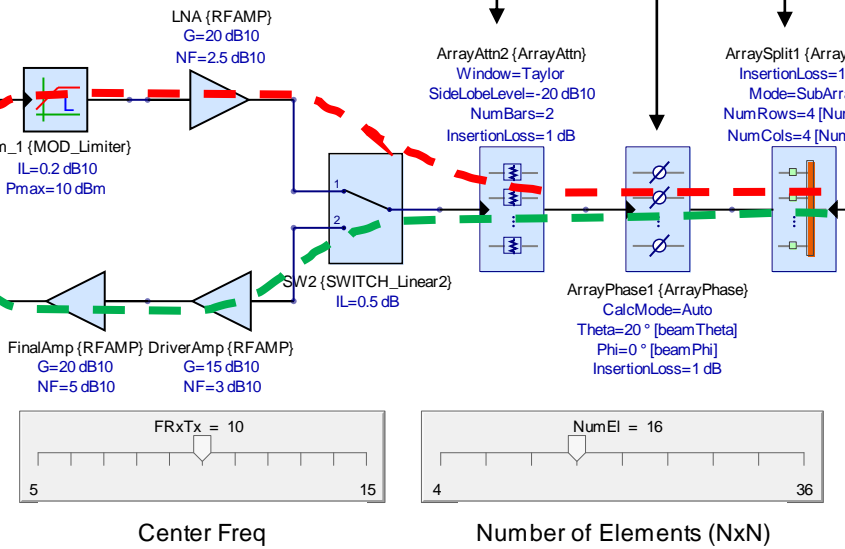 LNA {RFAMP}
G=20 dB10
NF=2.5 dB10
L
m_1 {MOD_Limiter}
IL=0.2 dB10
Pmax=10 dBm
ArrayAttn2 {ArrayAttn}
Window=Taylor
SideLobeLevel=-20 dB10
NumBars=2
InsertionLoss=1 dB
ArraySplit1 {Array
InsertionLoss=1
Mode=SubArra
NumRows=4 [Num
NumCols=4 [Num
1
2
SW2 {SWITCH_Linear2}
IL=0.5 dB
ArrayPhase1 {ArrayPhase}
CalcMode=Auto
Theta=20 ° [beamTheta]
Phi=0 ° [beamPhi]
InsertionLoss=1 dB
FinalAmp {RFAMP}
G=20 dB10
NF=5 dB10
DriverAmp {RFAMP}
G=15 dB10
NF=3 dB10
FRxTx = 10
5
15
Center Freq
NumEl = 16
4
36
Number of Elements (NxN)